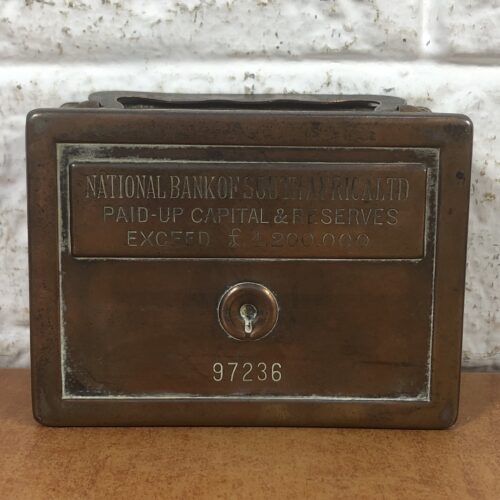 NATIONAL BANK OF SOUTH AFRICA LTD
PAID-UP CAPITAL & RESERVES
EXCEED £ 1,200,000
97236